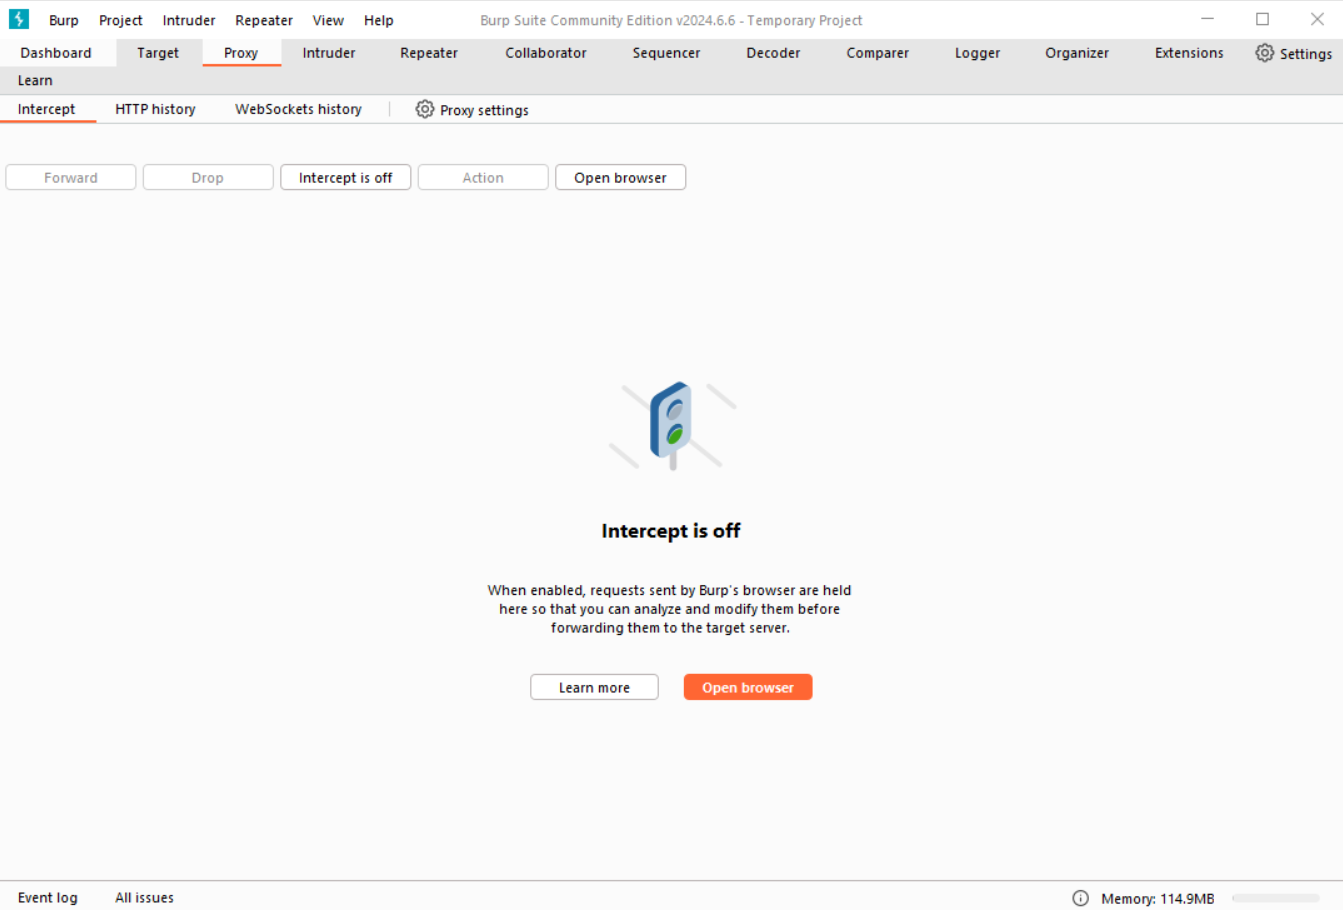 Burp Project Intruder Repeater View Help Burp Suite Community Edition v2024.6.6 - Temporary Project
Dashboard Target Proxy Intruder Repeater Collaborator Sequencer Decoder Comparer Logger Organizer Extensions Settings
Learn
Intercept HTTP history WebSockets history Proxy settings
Forward Drop Intercept is off Action Open browser
Intercept is off
When enabled, requests sent by Burp's browser are held
here so that you can analyze and modify them before
forwarding them to the target server.
Learn more Open browser
Event log All issues Memory: 114.9MB